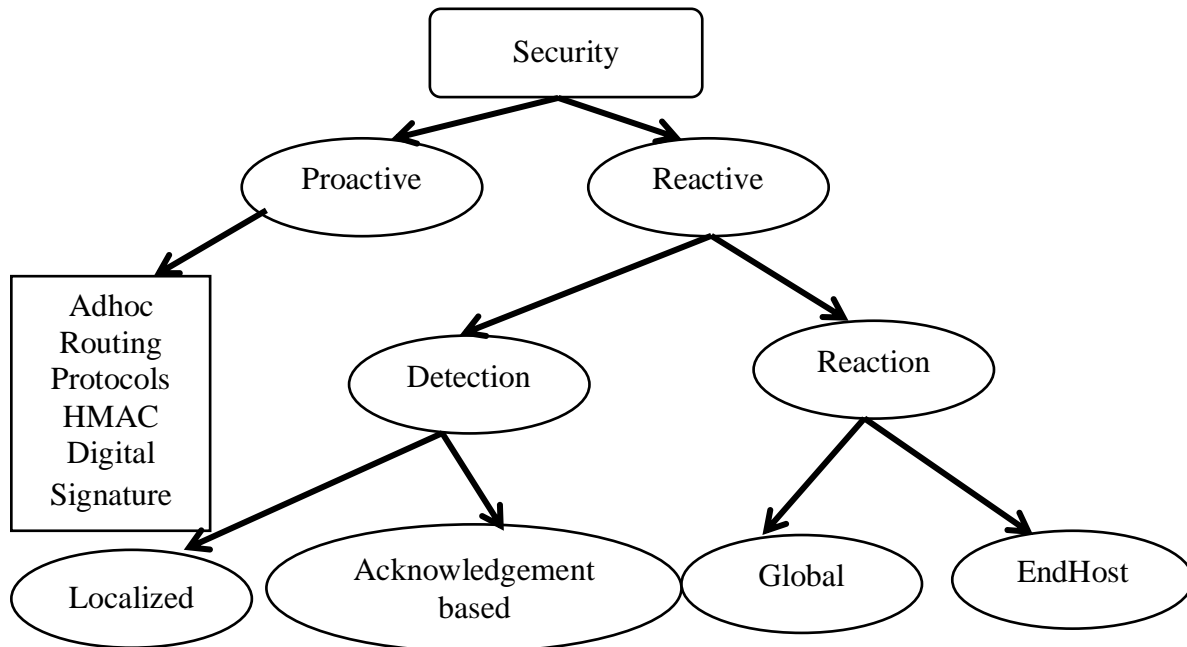 Security
Proactive
Reactive
Adhoc
Routing
Protocols
HMAC
Digital
Signature
Detection
Reaction
Localized
Acknowledgement
based
Global
EndHost